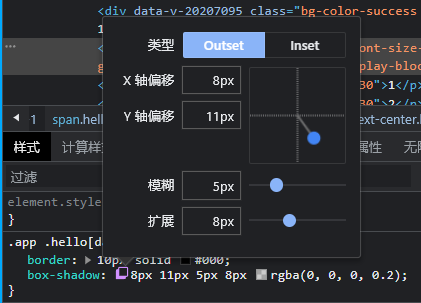 <div data-v-20207095 class="bg-color-success
1
类型 Outset Inset
ont-size-
g
play-bloc
X 轴偏移 8px
30">1</p>
Y 轴偏移 11px
30">2</p>
1 span.hello
ext-center.
样式 计算样 属性 无障
模糊 5px
过滤
扩展 8px
element.style
}
.app .hello[d
border: 10px solid #000;
box-shadow: 8px 11px 5px 8px rgba(0, 0, 0, 0.2);
}